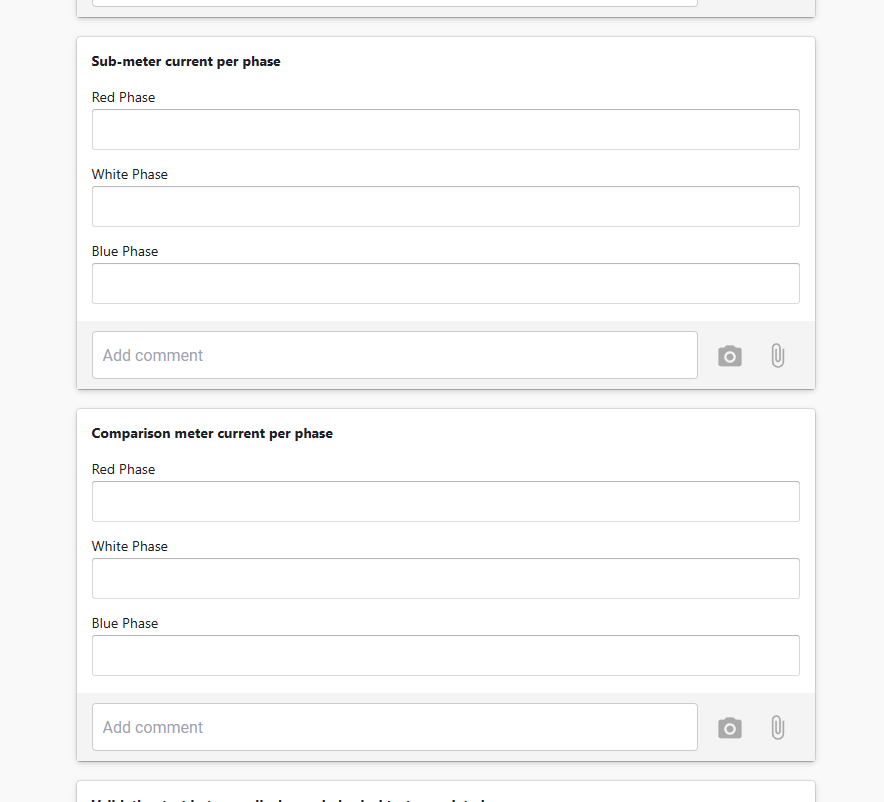 Sub-meter current per phase
Red Phase
White Phase
Blue Phase
Add comment
Comparison meter current per phase
Red Phase
White Phase
Blue Phase
Add comment